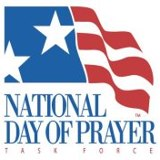 NATIONAL
DAY OF PRAYER
TASK FORCE